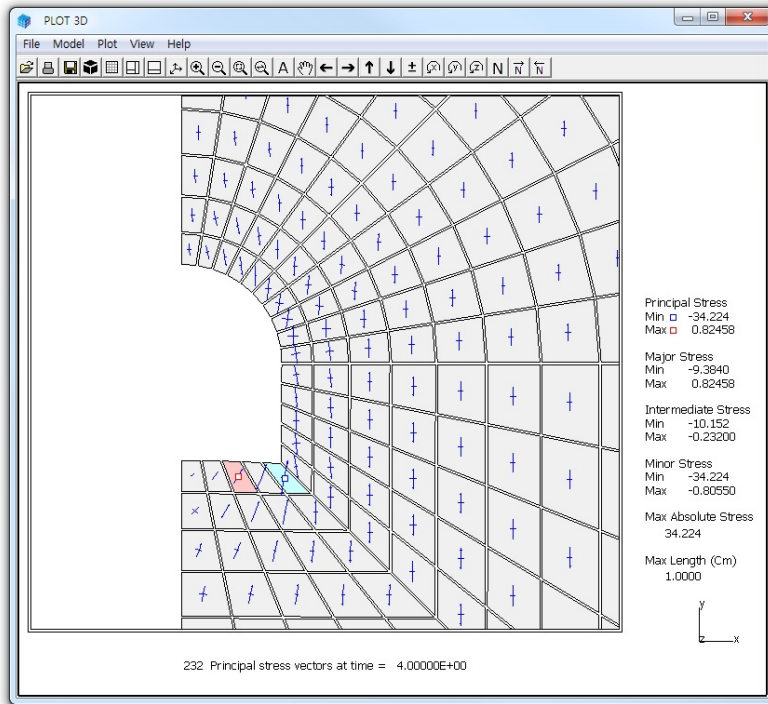 PLOT 3D
File Model Plot View Help
A N N N
Principal Stress
Min -34.224
Max 0.82458
Major Stress
Min -9.3840
Max 0.82458
Intermediate Stress
Min -10.152
Max -0.23200
Minor Stress
Min -34.224
Max -0.80550
Max Absolute Stress
34.224
Max Length (Cm)
1.0000
y
z x
232 Principal stress vectors at time = 4.00000E+00